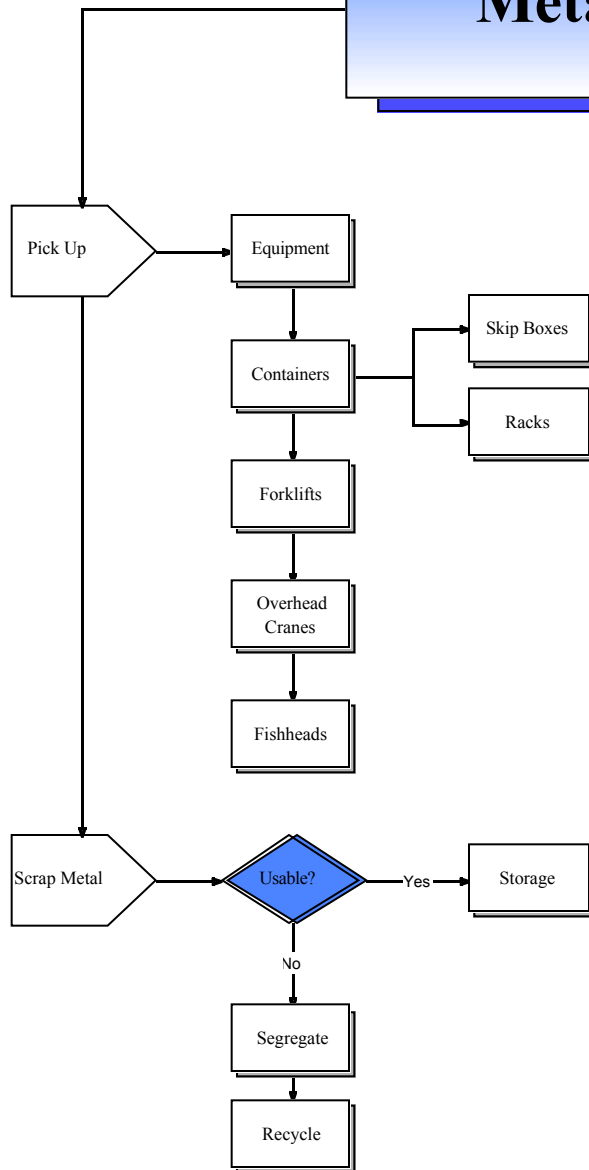 Pick Up
Equipment
Containers
Skip Boxes
Racks
Forklifts
Overhead
Cranes
Fishheads
Scrap Metal
Usable?
Yes
Storage
No
Segregate
Recycle